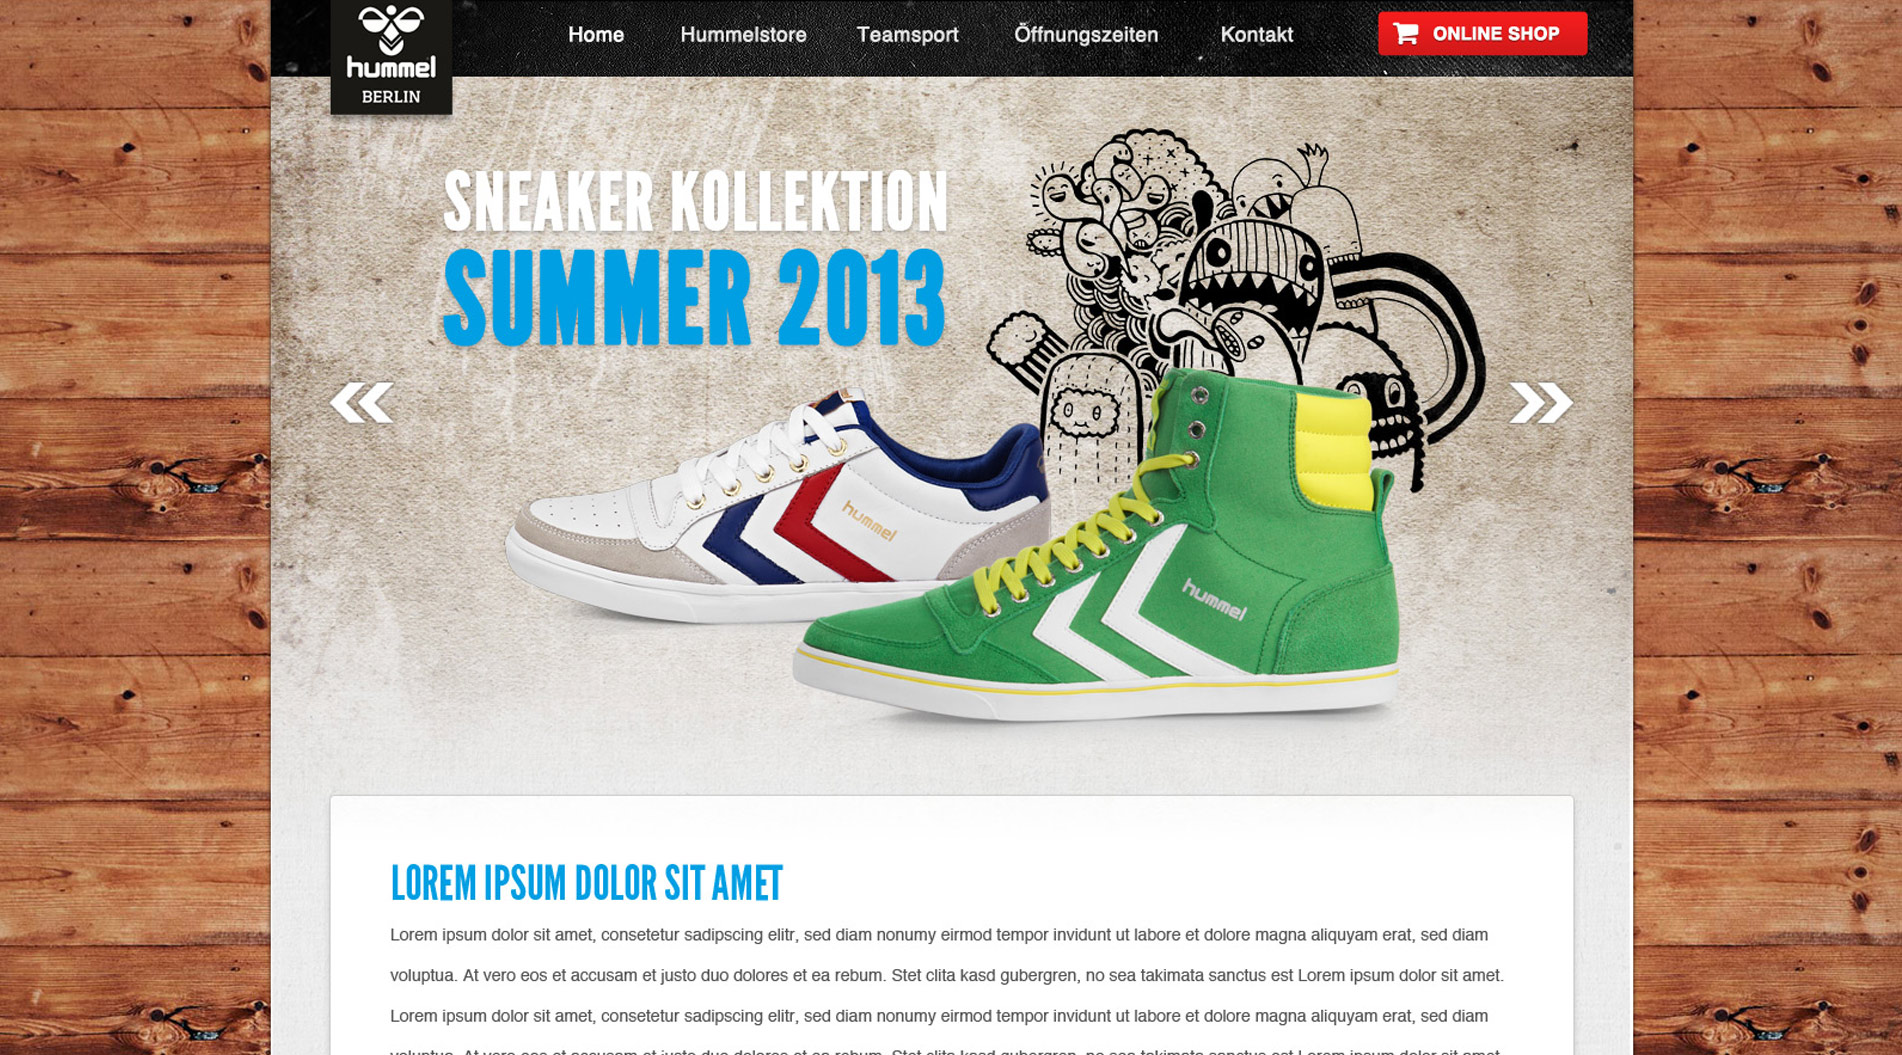 hummel
BERLIN
Home Hummelstore Teamsport Öffnungszeiten Kontakt ONLINE SHOP
SNEAKER KOLLEKTION
SUMMER 2013
hummel
hummel
LOREM IPSUM DOLOR SIT AMET
Lorem ipsum dolor sit amet, consetetur sadipscing elitr, sed diam nonumy eirmod tempor invidunt ut labore et dolore magna aliquyam erat, sed diam
voluptua. At vero eos et accusam et justo duo dolores et ea rebum. Stet clita kasd gubergren, no sea takimata sanctus est Lorem ipsum dolor sit amet.
Lorem ipsum dolor sit amet, consetetur sadipscing elitr, sed diam nonumy eirmod tempor invidunt ut labore et dolore magna aliquyam erat, sed diam